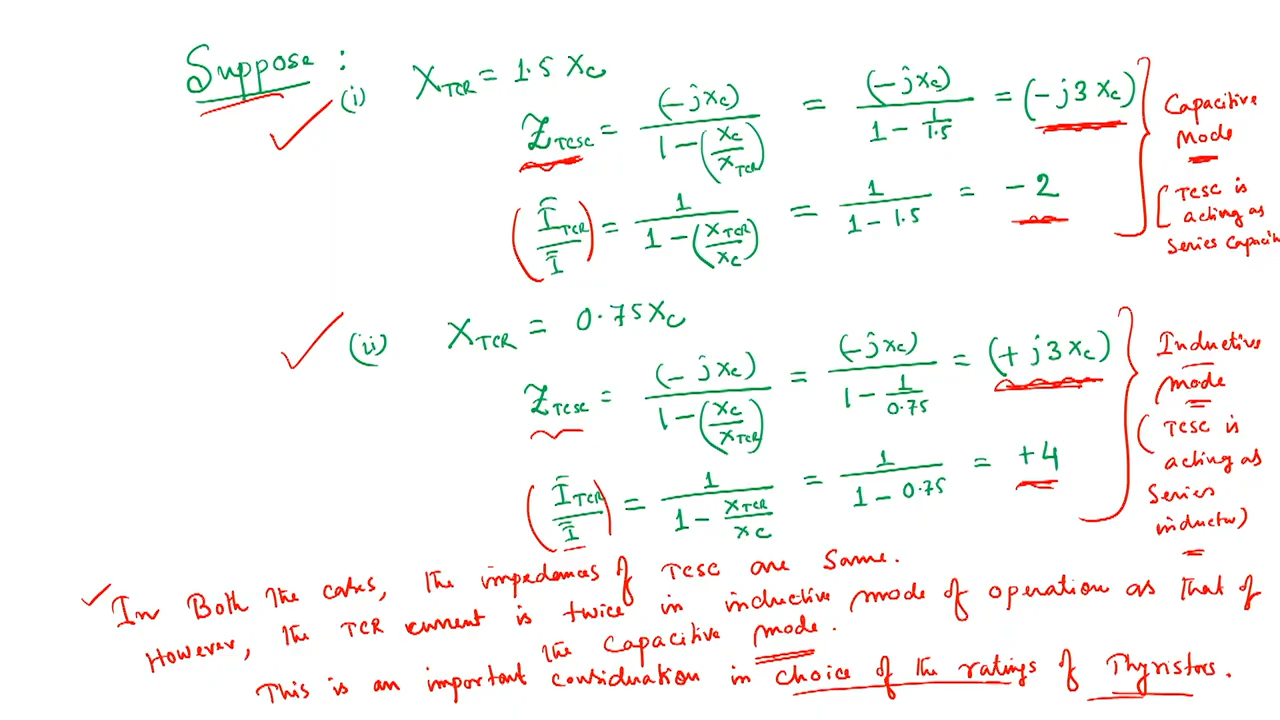 Suppose :
(i) X_TCR = 1.5 X_C
Z_TCSC = (-jX_C) / (1 - (X_C / X_TCR)) = (-jX_C) / (1 - 1/1.5) = (-j3X_C)
Capacitive Mode
(Ī_TCR / Ī) = 1 / (1 - (X_TCR / X_C)) = 1 / (1 - 1.5) = -2
[TCSC is
acting as
Series Capacit
(ii) X_TCR = 0.75 X_C
Z_TCSC = (-jX_C) / (1 - (X_C / X_TCR)) = (-jX_C) / (1 - 1/0.75) = (+j3X_C)
Inductive
mode
(Ī_TCR / Ī) = 1 / (1 - X_TCR / X_C) = 1 / (1 - 0.75) = +4
(TCSC is
acting as
Series
inductor)
In Both the cases, the impedances of TCSC are Same.
However, the TCR current is twice in inductive mode of operation as that of
the Capacitive mode.
This is an important consideration in choice of the ratings of Thyristors.